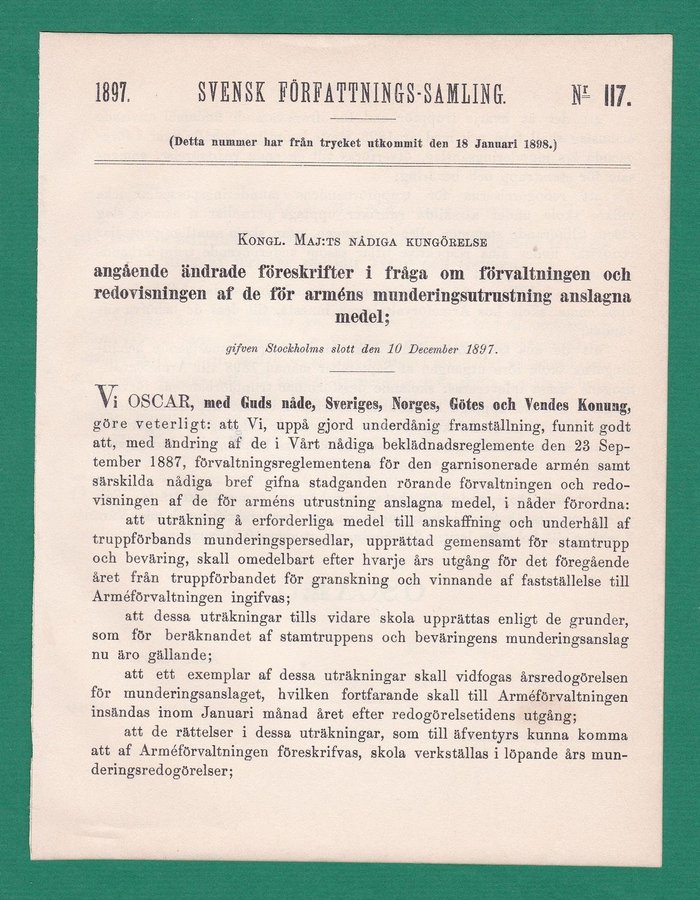 1897. SVENSK FÖRFATTNINGS-SAMLING. Nr 117.
(Detta nummer har från trycket utkommit den 18 Januari 1898.)
KONGL. MAJ:TS NÅDIGA KUNGÖRELSE
angående ändrade föreskrifter i fråga om förvaltningen och
redovisningen af de för arméns munderingsutrustning anslagna
medel;
gifven Stockholms slott den 10 December 1897.
Vi OSCAR, med Guds nåde, Sveriges, Norges, Götes och Vendes Konung,
göre veterligt: att Vi, uppå gjord underdånig framställning, funnit godt
att, med ändring af de i Vårt nådiga beklädnadsreglemente den 23 Sep-
tember 1887, förvaltningsreglementena för den garnisonerade armén samt
särskilda nådiga bref gifna stadganden rörande förvaltningen och redo-
visningen af de för arméns utrustning anslagna medel, i nåder förordna:
att uträkning å erforderliga medel till anskaffning och underhåll af
truppförbands munderingspersedlar, upprättad gemensamt för stamtrupp
och beväring, skall omedelbart efter hvarje års utgång för det föregående
året från truppförbandet för granskning och vinnande af fastställelse till
Arméförvaltningen ingifvas;
att dessa uträkningar tills vidare skola upprättas enligt de grunder,
som för beräknandet af stamtruppens och beväringens munderingsanslag
nu äro gällande;
att ett exemplar af dessa uträkningar skall vidfogas årsredogörelsen
för munderingsanslaget, hvilken fortfarande skall till Arméförvaltningen
insändas inom Januari månad året efter redogörelsetidens utgång;
att de rättelser i dessa uträkningar, som till äfventyrs kunna komma
att af Arméförvaltningen föreskrifvas, skola verkställas i löpande års mun-
deringsredogörelser;